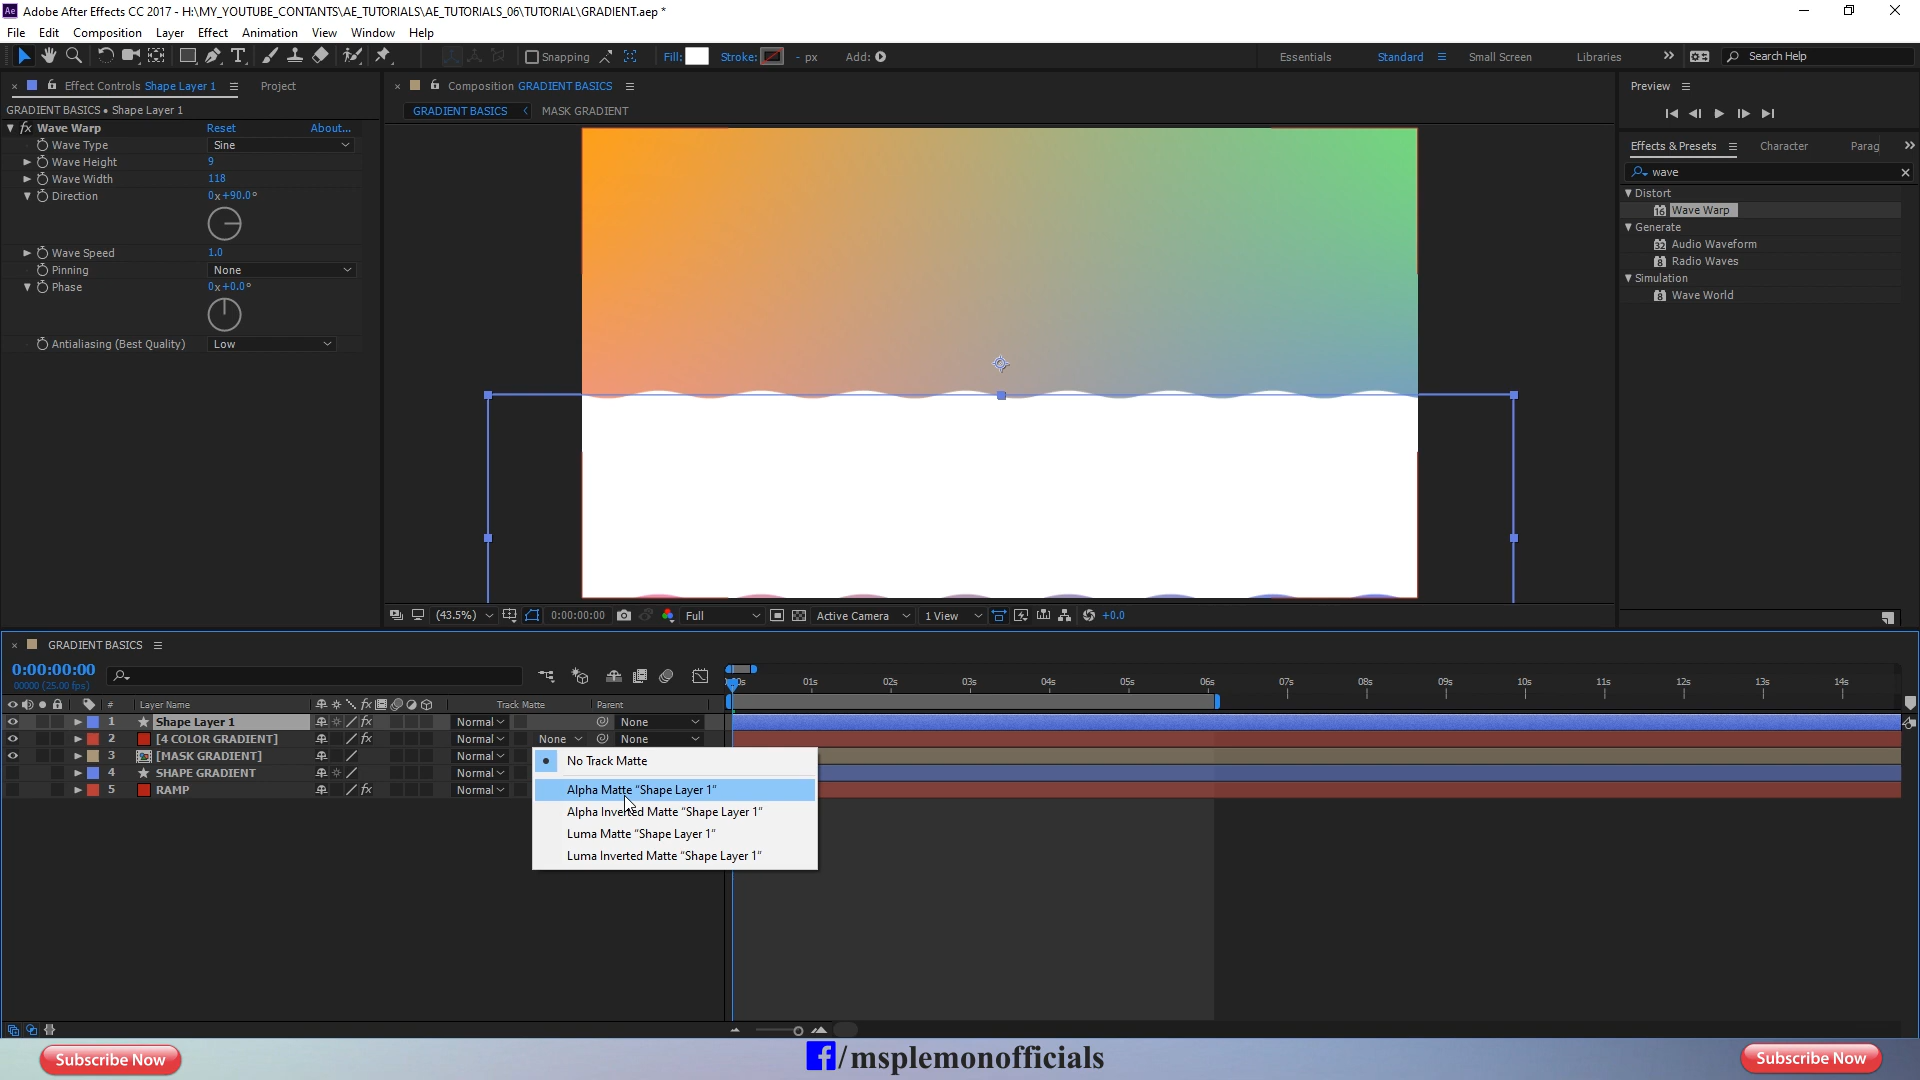 Ae Adobe After Effects CC 2017 - H:\MY_YOUTUBE_CONTANTS\AE_TUTORIALS\AE_TUTORIALS_06\TUTORIAL\GRADIENT.aep *
File Edit Composition Layer Effect Animation View Window Help
Snapping Fill: Stroke: - px Add: Essentials Standard Small Screen Libraries Search Help
Effect Controls Shape Layer 1 Project
GRADIENT BASICS • Shape Layer 1
fx Wave Warp Reset About...
Wave Type Sine
Wave Height 9
Wave Width 118
Direction 0x+90.0°
Wave Speed 1.0
Pinning None
Phase 0x+0.0°
Antialiasing (Best Quality) Low
Composition GRADIENT BASICS
GRADIENT BASICS MASK GRADIENT
(43.5%) 0:00:00:00 Full Active Camera 1 View +0.0
Preview
Effects & Presets Character Parag
wave
Distort
Wave Warp
Generate
Audio Waveform
Radio Waves
Simulation
Wave World
GRADIENT BASICS
0:00:00:00
00000 (25.00 fps)
01s 02s 03s 04s 05s 06s 07s 08s 09s 10s 11s 12s 13s 14s
# Layer Name Track Matte Parent
1 Shape Layer 1 Normal None
2 [4 COLOR GRADIENT] Normal None None
3 [MASK GRADIENT] Normal
4 SHAPE GRADIENT Normal
5 RAMP Normal
No Track Matte
Alpha Matte "Shape Layer 1"
Alpha Inverted Matte "Shape Layer 1"
Luma Matte "Shape Layer 1"
Luma Inverted Matte "Shape Layer 1"
Subscribe Now f/msplemonofficials Subscribe Now